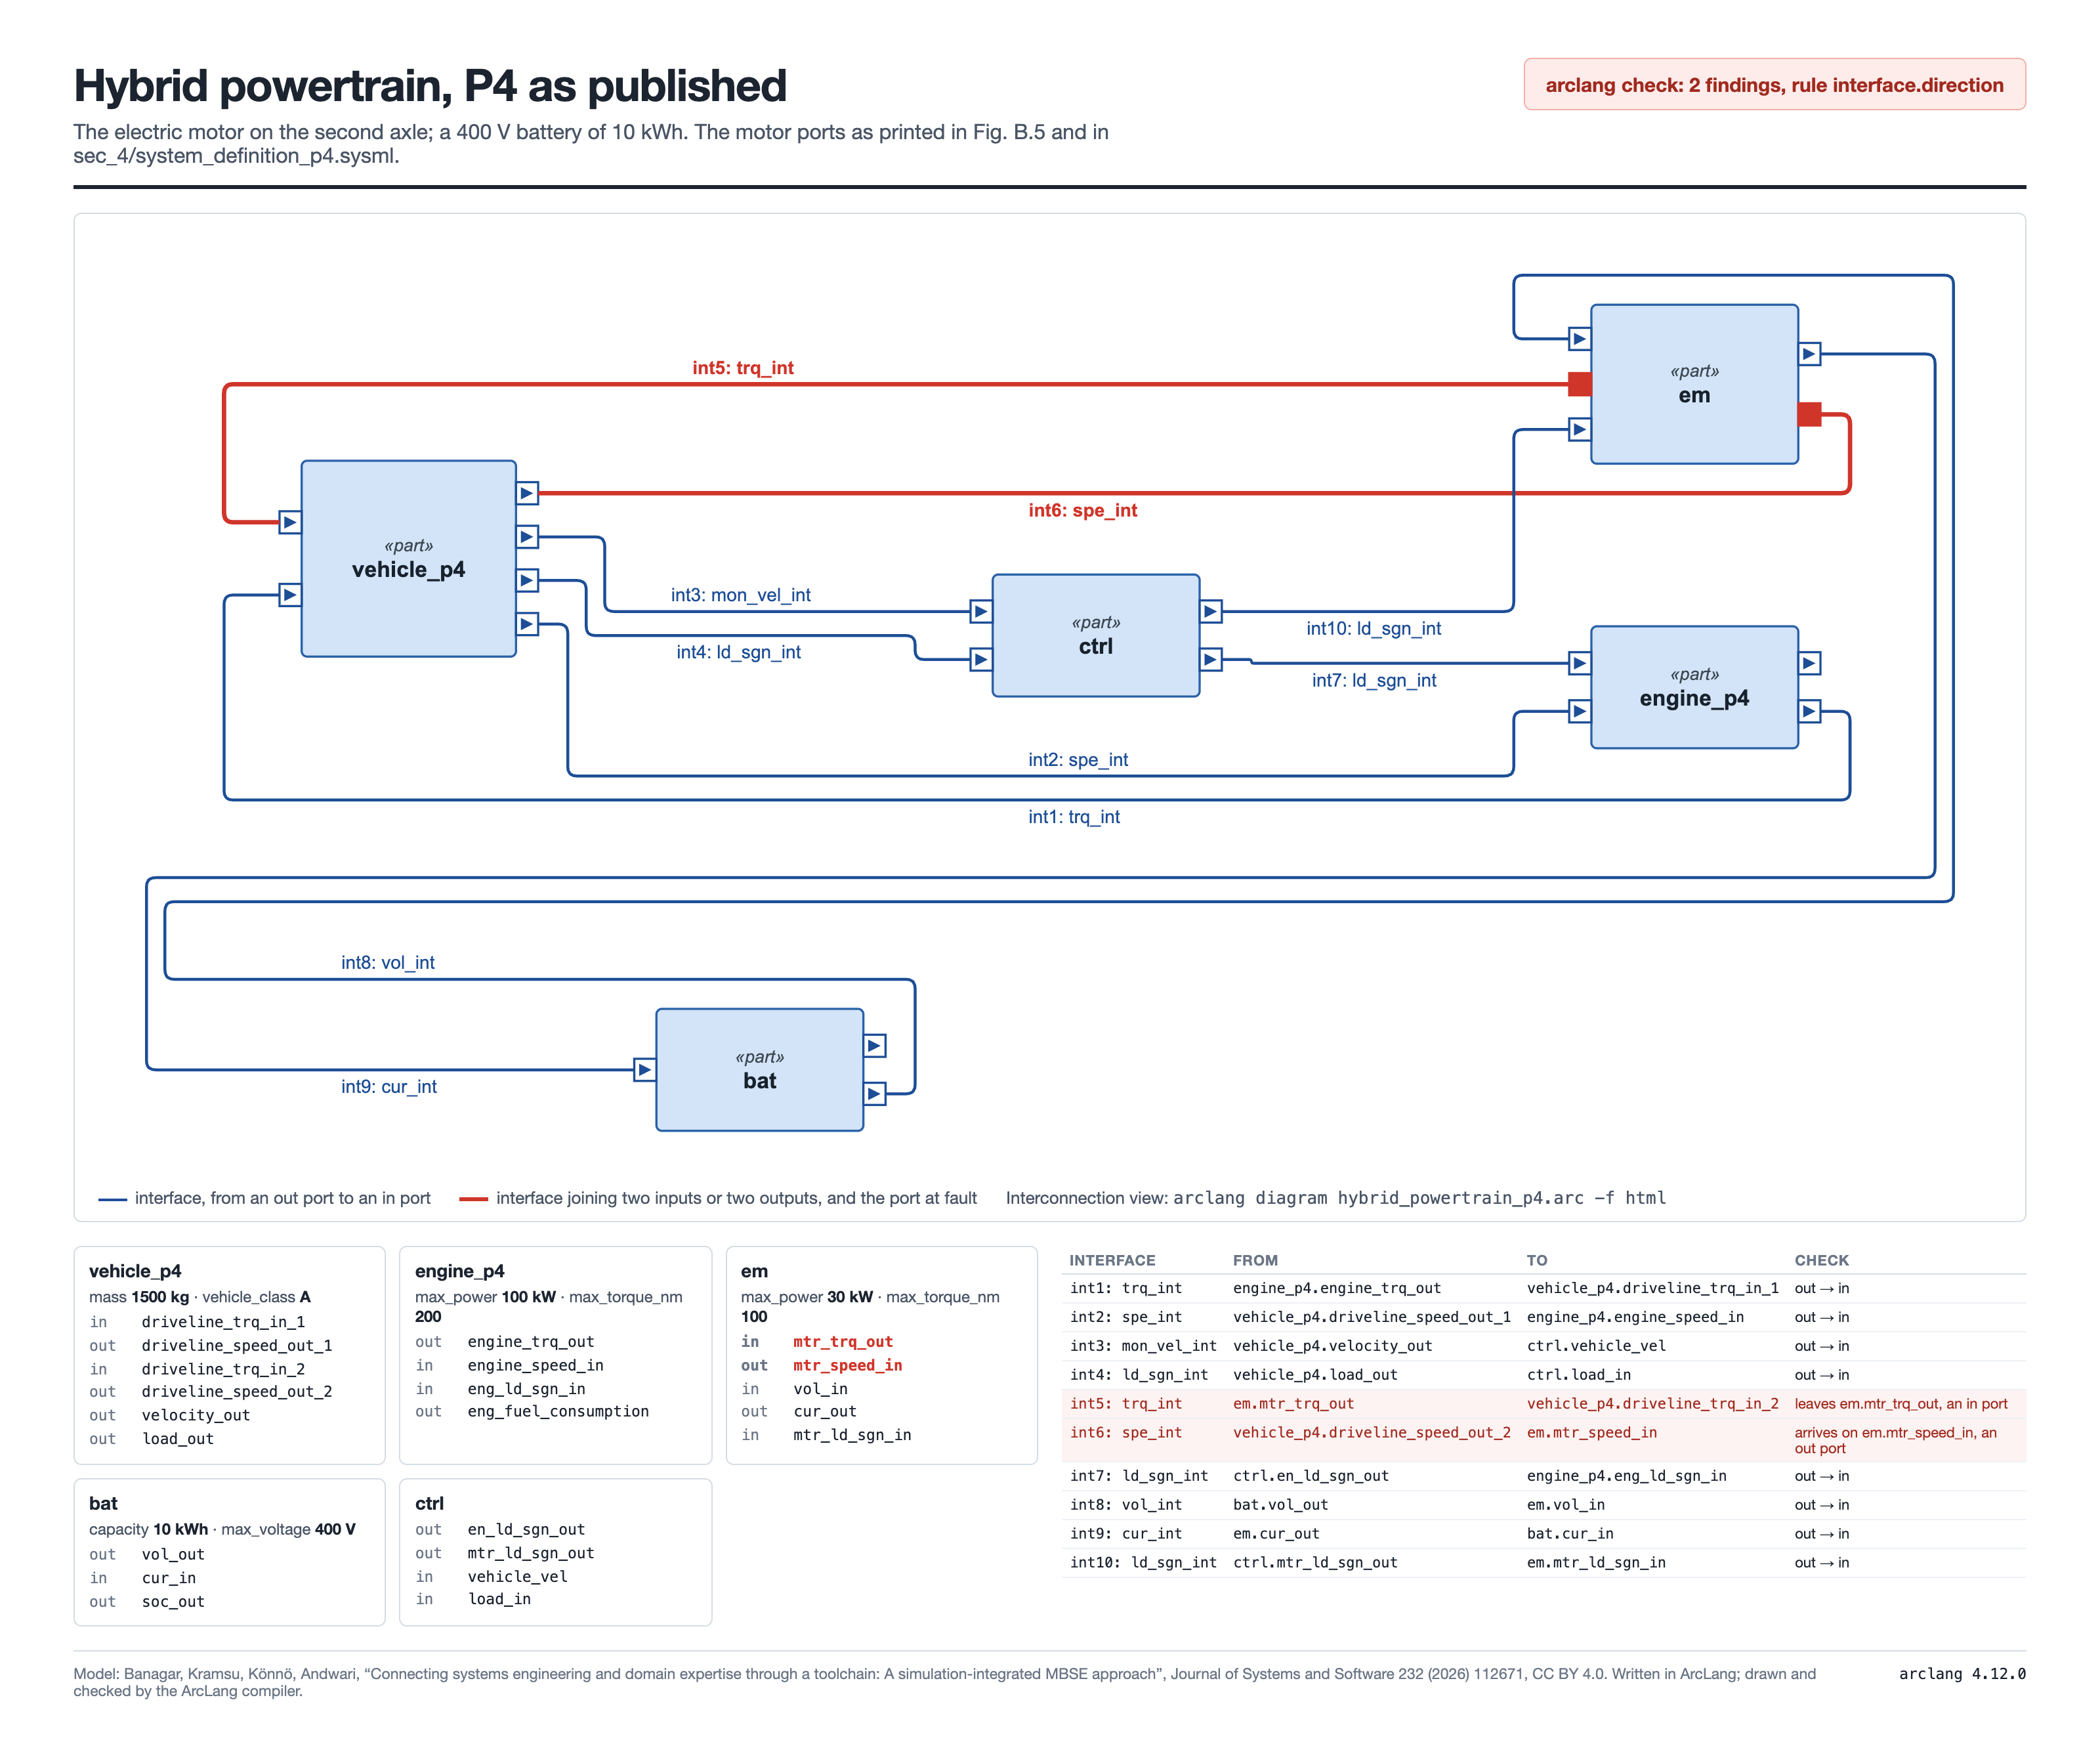 Hybrid powertrain, P4 as published
arclang check: 2 findings, rule interface.direction
The electric motor on the second axle; a 400 V battery of 10 kWh. The motor ports as printed in Fig. B.5 and in
sec_4/system_definition_p4.sysml.
int5: trq_int
«part»
em
int6: spe_int
«part»
vehicle_p4
int3: mon_vel_int
int4: ld_sgn_int
«part»
ctrl
int10: ld_sgn_int
int7: ld_sgn_int
«part»
engine_p4
int2: spe_int
int1: trq_int
int8: vol_int
«part»
bat
int9: cur_int
interface, from an out port to an in port
interface joining two inputs or two outputs, and the port at fault
Interconnection view: arclang diagram hybrid_powertrain_p4.arc -f html
vehicle_p4
mass 1500 kg · vehicle_class A
in driveline_trq_in_1
out driveline_speed_out_1
in driveline_trq_in_2
out driveline_speed_out_2
out velocity_out
out load_out
engine_p4
max_power 100 kW · max_torque_nm
200
out engine_trq_out
in engine_speed_in
in eng_ld_sgn_in
out eng_fuel_consumption
em
max_power 30 kW · max_torque_nm
100
in mtr_trq_out
out mtr_speed_in
in vol_in
out cur_out
in mtr_ld_sgn_in
bat
capacity 10 kWh · max_voltage 400 V
out vol_out
in cur_in
out soc_out
ctrl
out en_ld_sgn_out
out mtr_ld_sgn_out
in vehicle_vel
in load_in
INTERFACE FROM TO CHECK
int1: trq_int engine_p4.engine_trq_out vehicle_p4.driveline_trq_in_1 out → in
int2: spe_int vehicle_p4.driveline_speed_out_1 engine_p4.engine_speed_in out → in
int3: mon_vel_int vehicle_p4.velocity_out ctrl.vehicle_vel out → in
int4: ld_sgn_int vehicle_p4.load_out ctrl.load_in out → in
int5: trq_int em.mtr_trq_out vehicle_p4.driveline_trq_in_2 leaves em.mtr_trq_out, an in port
int6: spe_int vehicle_p4.driveline_speed_out_2 em.mtr_speed_in arrives on em.mtr_speed_in, an
out port
int7: ld_sgn_int ctrl.en_ld_sgn_out engine_p4.eng_ld_sgn_in out → in
int8: vol_int bat.vol_out em.vol_in out → in
int9: cur_int em.cur_out bat.cur_in out → in
int10: ld_sgn_int ctrl.mtr_ld_sgn_out em.mtr_ld_sgn_in out → in
Model: Banagar, Kramsu, Könnö, Andwari, “Connecting systems engineering and domain expertise through a toolchain: A simulation-integrated MBSE approach”, Journal of Systems and Software 232 (2026) 112671, CC BY 4.0. Written in ArcLang; drawn and
checked by the ArcLang compiler.
arclang 4.12.0